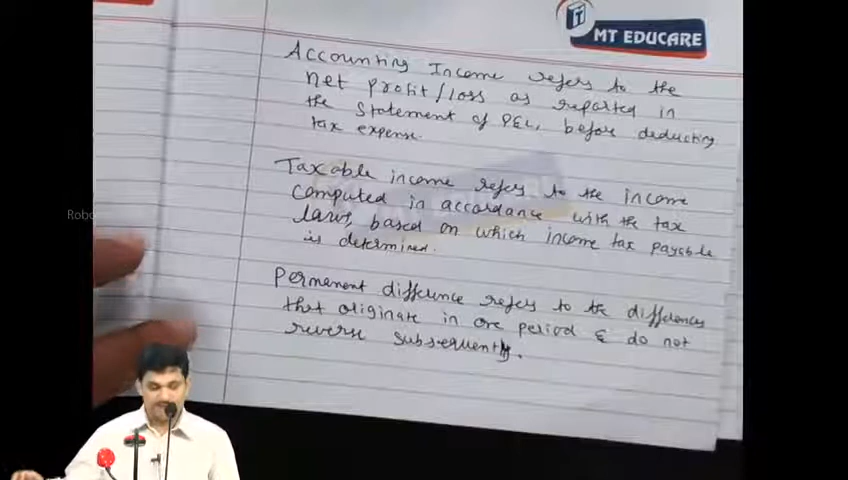 MT EDUCARE
Accounting Income refers to the
net profit/loss as reported in
the Statement of P&L, before deducting
tax expense.
Taxable income refers to the income
computed in accordance with the tax
laws, based on which income tax payable
is determined.
Permanent difference refers to the differences
that originate in one period & do not
reverse subsequently.
Robo